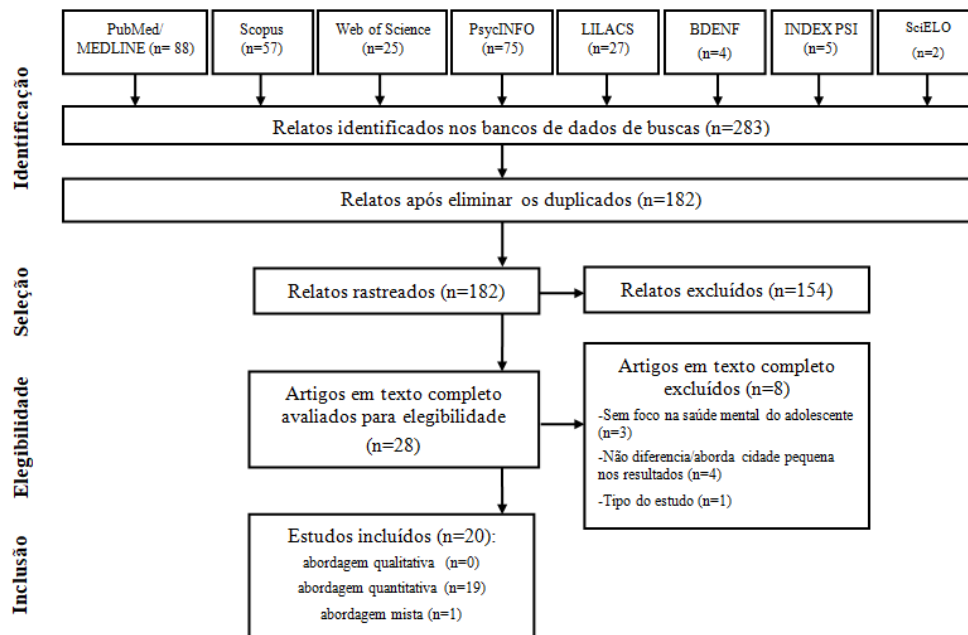 PubMed/
MEDLINE (n= 88)
Scopus
(n=57)
Web of Science
(n=25)
PsycINFO
(n=75)
LILACS
(n=27)
BDENF
(n=4)
INDEX PSI
(n=5)
SciELO
(n=2)
Identificação
Relatos identificados nos bancos de dados de buscas (n=283)
Relatos após eliminar os duplicados (n=182)
Seleção
Relatos rastreados (n=182)
Relatos excluídos (n=154)
Elegibilidade
Artigos em texto completo
avaliados para elegibilidade
(n=28)
Artigos em texto completo
excluídos (n=8)
-Sem foco na saúde mental do adolescente
(n=3)
-Não diferencia/aborda cidade pequena
nos resultados (n=4)
-Tipo do estudo (n=1)
Inclusão
Estudos incluídos (n=20):
abordagem qualitativa (n=0)
abordagem quantitativa (n=19)
abordagem mista (n=1)